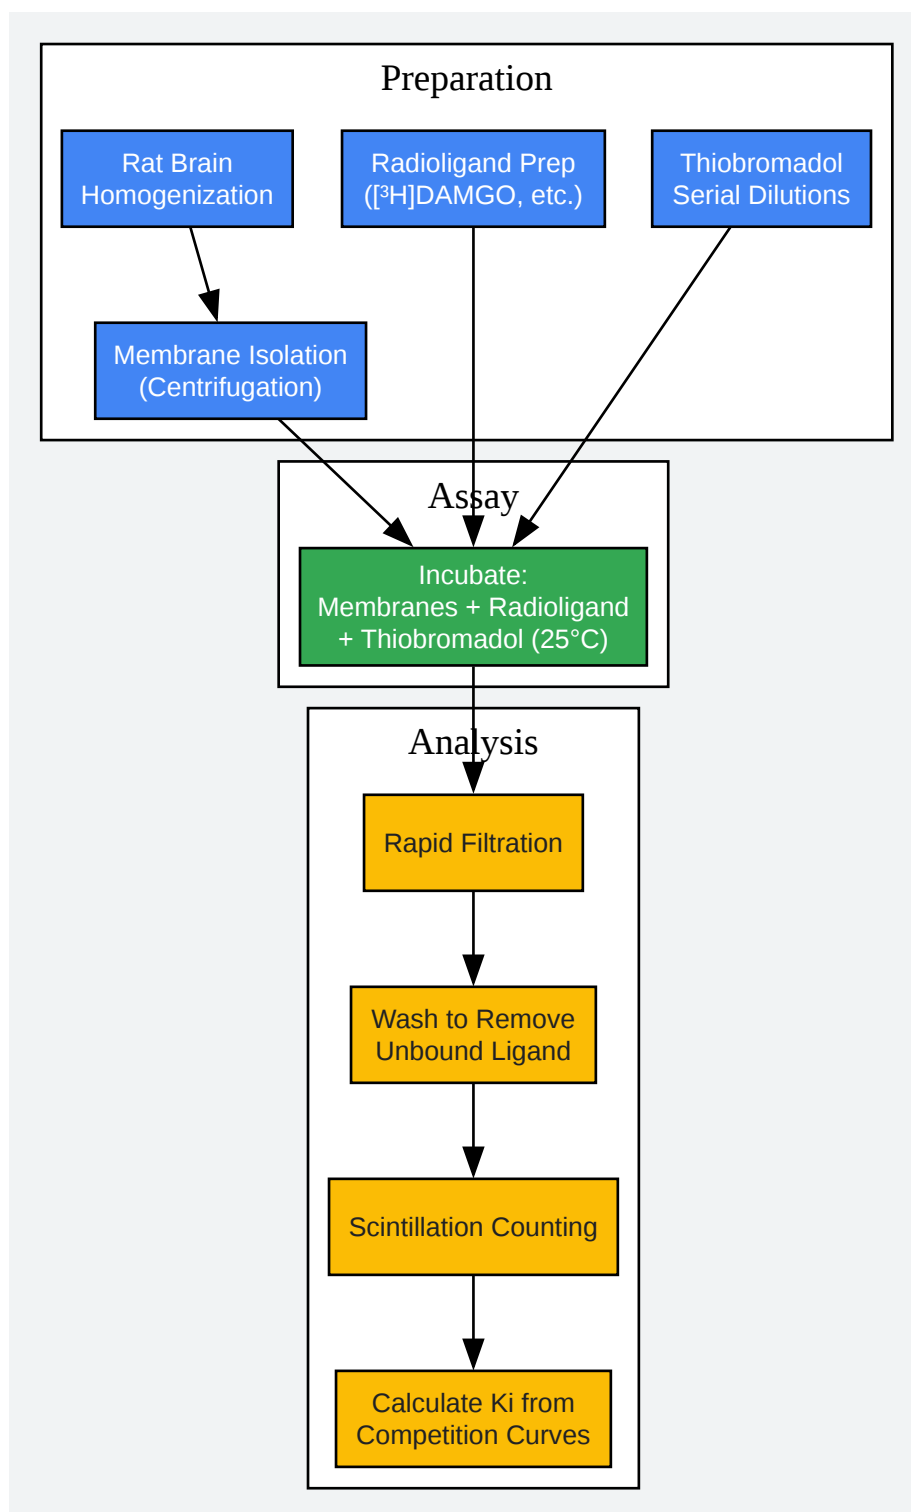 Preparation
Rat Brain
Homogenization
Radioligand Prep
([³H]DAMGO, etc.)
Thiobromadol
Serial Dilutions
Membrane Isolation
(Centrifugation)
Assay
Incubate:
Membranes + Radioligand
+ Thiobromadol (25°C)
Analysis
Rapid Filtration
Wash to Remove
Unbound Ligand
Scintillation Counting
Calculate Ki from
Competition Curves